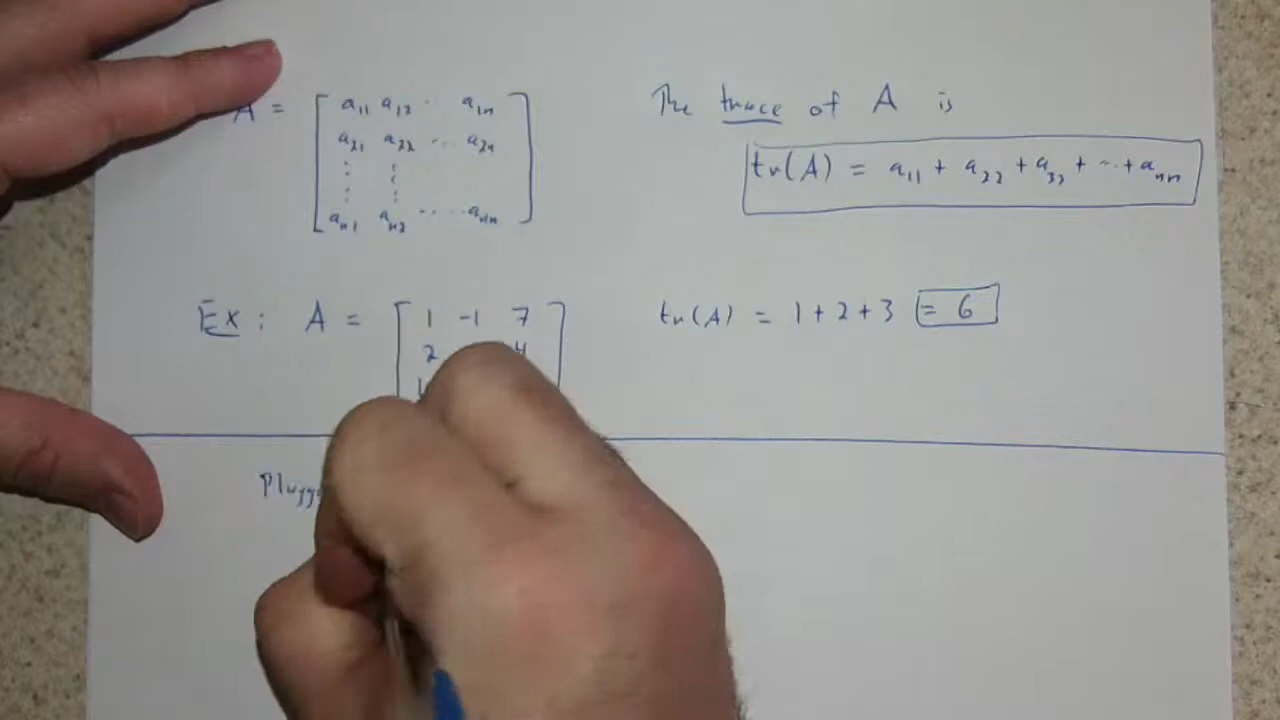 A = [ a11 a12 ·· a1n
a21 a22 ··· a2n
⋮ ⋮
an1 an2 ····· ann ]
The trace of A is
tr(A) = a11 + a22 + a33 + ··· + ann
Ex : A = [ 1 -1 7
2 4
1 ]
tr(A) = 1 + 2 + 3 = 6